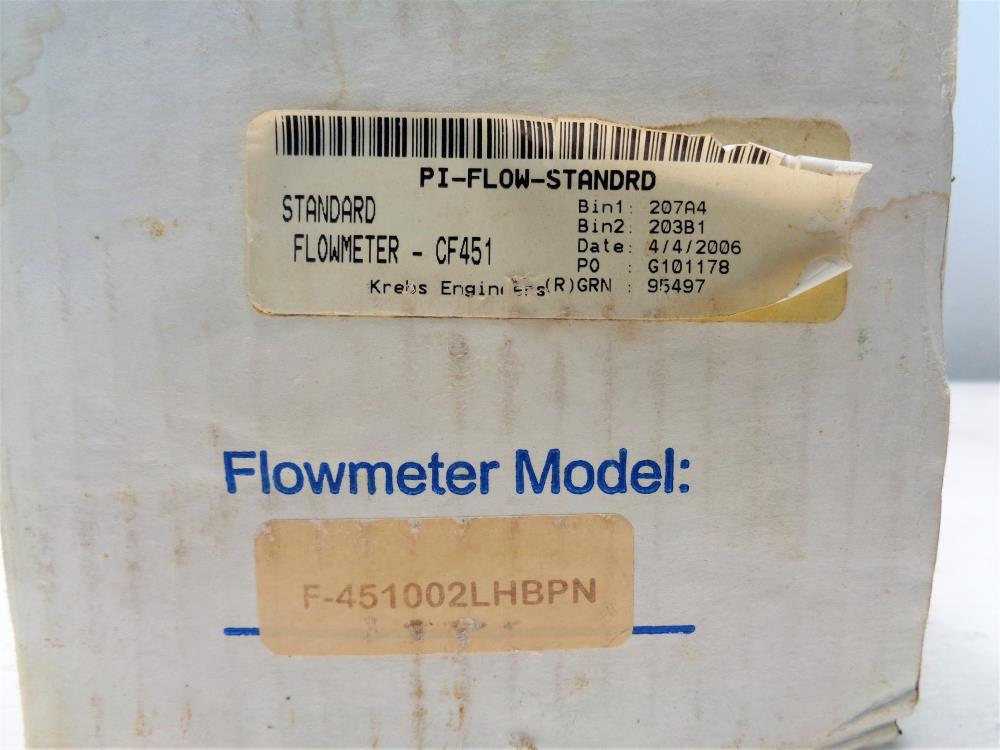 PI-FLOW-STANDRD
STANDARD
FLOWMETER - CF451
Bin1: 207A4
Bin2: 203B1
Date: 4/4/2006
PO : G101178
Krebs Engineers(R)GRN : 95497
Flowmeter Model:
F-451002LHBPN